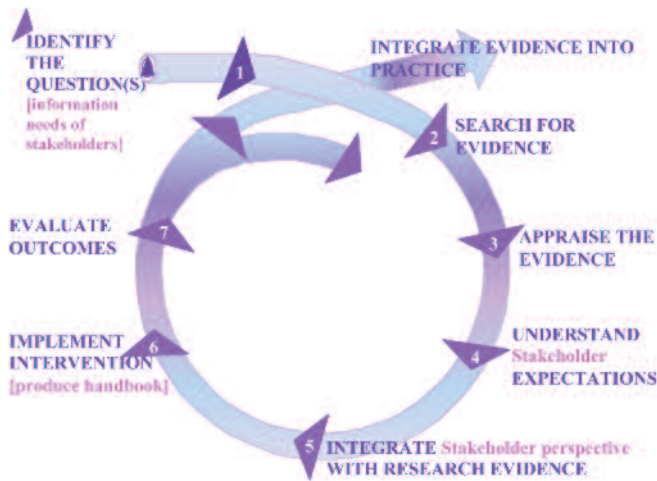 IDENTIFY
THE
QUESTION(S)
[information
needs of
stakeholders]
1
INTEGRATE EVIDENCE INTO
PRACTICE
2
SEARCH FOR
EVIDENCE
3
APPRAISE THE
EVIDENCE
4
UNDERSTAND
Stakeholder
EXPECTATIONS
5
INTEGRATE Stakeholder perspective
WITH RESEARCH EVIDENCE
6
IMPLEMENT
INTERVENTION
[produce handbook]
7
EVALUATE
OUTCOMES